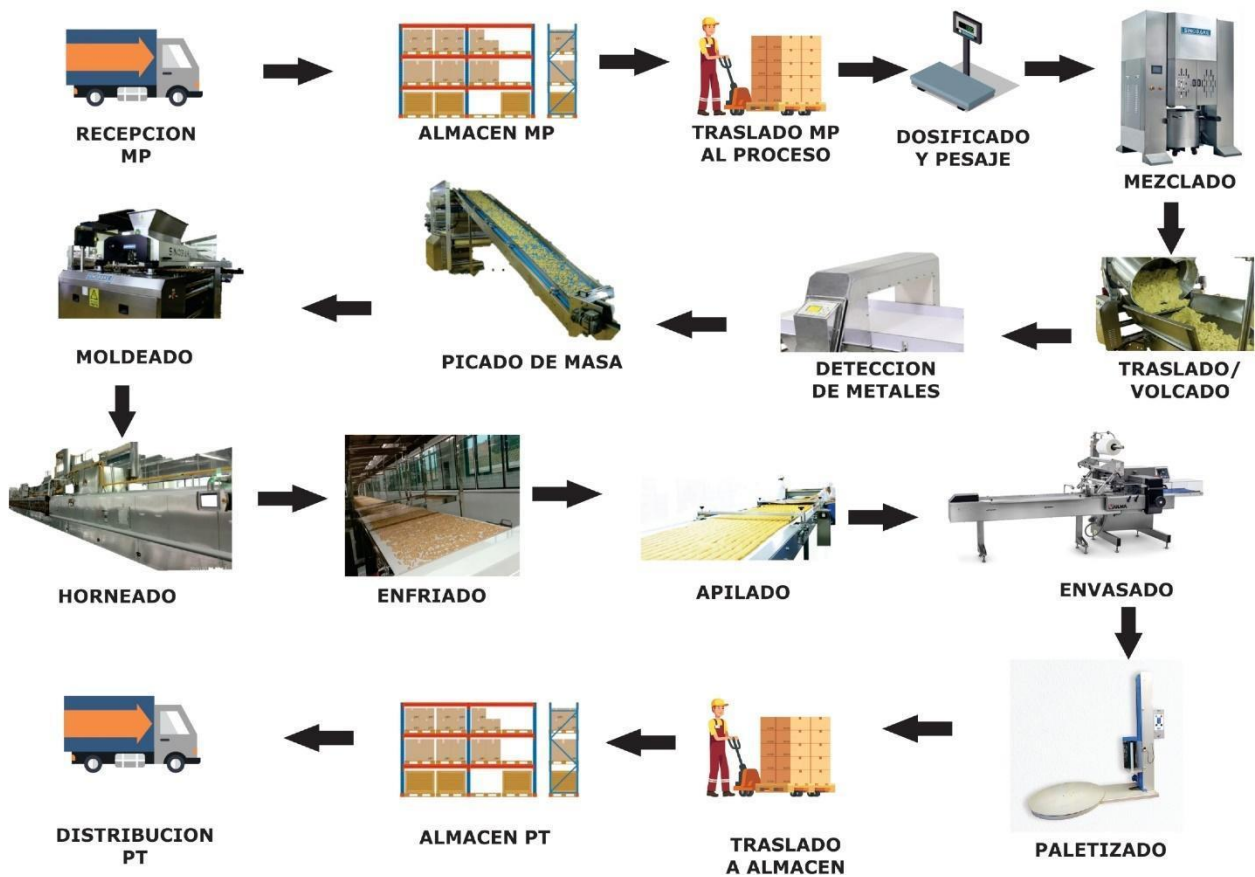 RECEPCION
MP
ALMACEN MP
TRASLADO MP
AL PROCESO
DOSIFICADO
Y PESAJE
MEZCLADO
TRASLADO/
VOLCADO
DETECCION
DE METALES
PICADO DE MASA
MOLDEADO
HORNEADO
ENFRIADO
APILADO
ENVASADO
PALETIZADO
TRASLADO
A ALMACEN
ALMACEN PT
DISTRIBUCION
PT